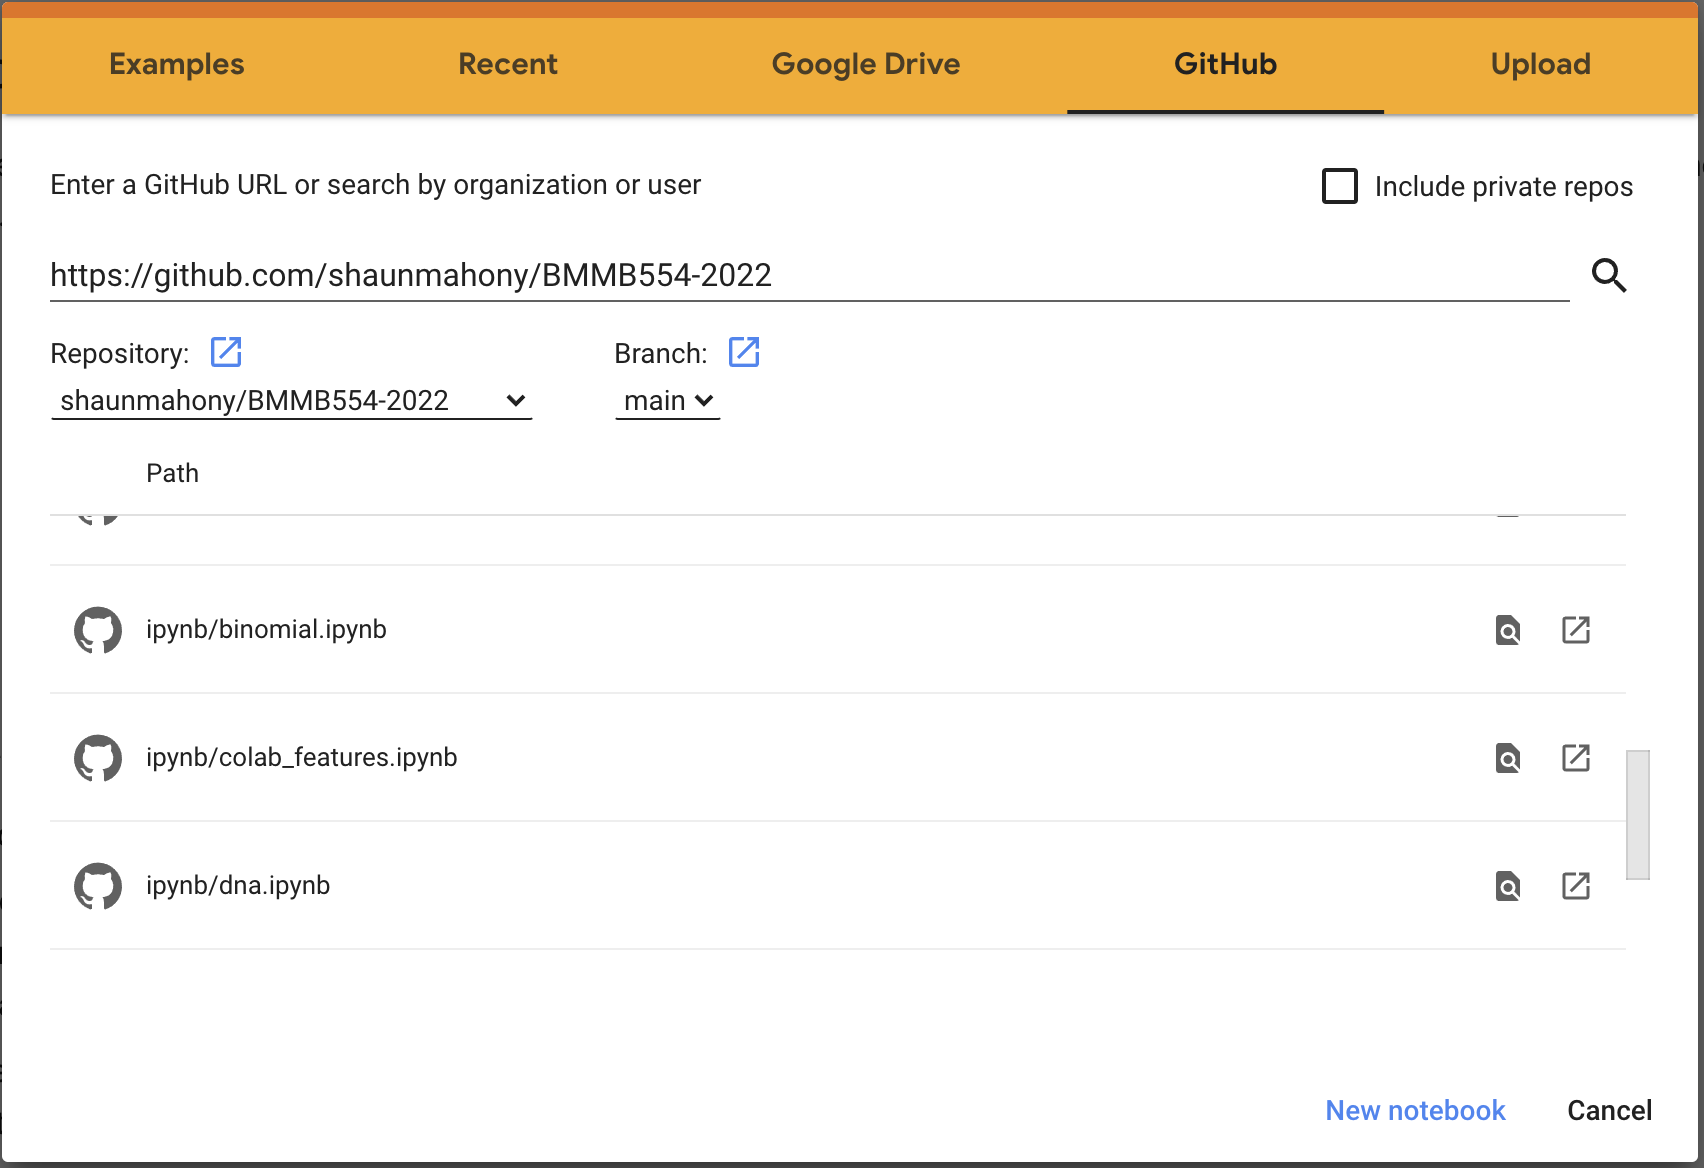 Examples Recent Google Drive GitHub Upload
Enter a GitHub URL or search by organization or user
Include private repos
https://github.com/shaunmahony/BMMB554-2022
Repository: Branch:
shaunmahony/BMMB554-2022 main
Path
ipynb/binomial.ipynb
ipynb/colab_features.ipynb
ipynb/dna.ipynb
New notebook Cancel